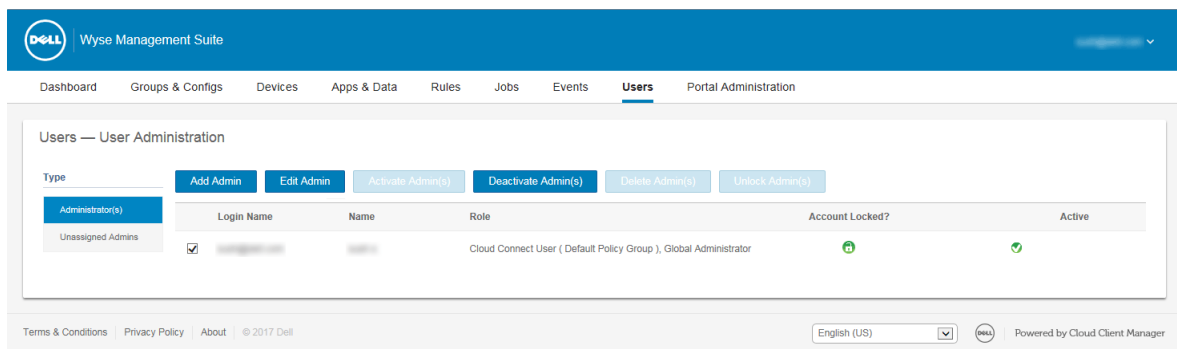 DELL Wyse Management Suite
Dashboard Groups & Configs Devices Apps & Data Rules Jobs Events Users Portal Administration
Users — User Administration
Type
Add Admin Edit Admin Activate Admin(s) Deactivate Admin(s) Delete Admin(s) Unlock Admin(s)
Administrator(s)
Unassigned Admins
Login Name Name Role Account Locked? Active
Cloud Connect User ( Default Policy Group ), Global Administrator
Terms & Conditions Privacy Policy About © 2017 Dell English (US) DELL Powered by Cloud Client Manager